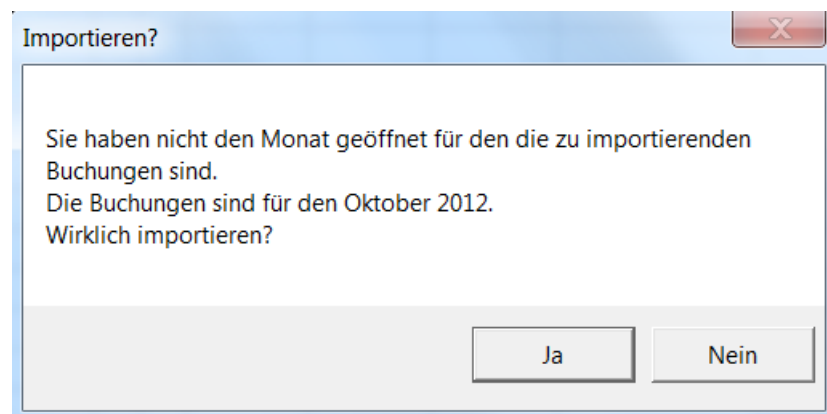 Importieren?
Sie haben nicht den Monat geöffnet für den die zu importierenden
Buchungen sind.
Die Buchungen sind für den Oktober 2012.
Wirklich importieren?
Ja
Nein